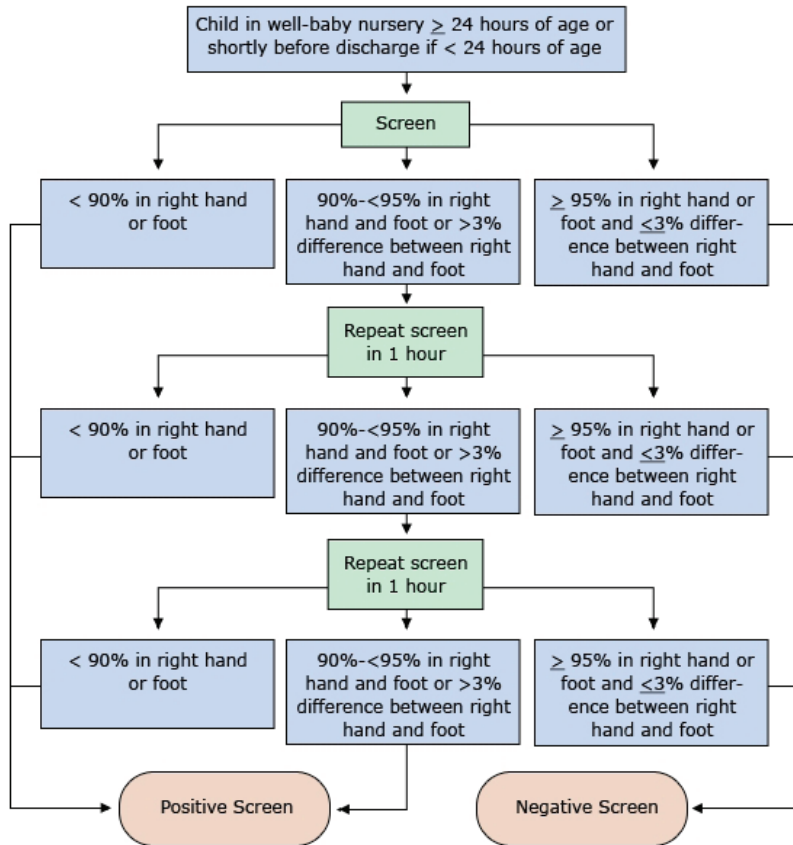 Child in well-baby nursery ≥ 24 hours of age or
shortly before discharge if < 24 hours of age
Screen
< 90% in right hand
or foot
90%-<95% in right
hand and foot or >3%
difference between right
hand and foot
≥ 95% in right hand or
foot and ≤3% differ-
ence between right
hand and foot
Repeat screen
in 1 hour
< 90% in right hand
or foot
90%-<95% in right
hand and foot or >3%
difference between right
hand and foot
≥ 95% in right hand or
foot and ≤3% differ-
ence between right
hand and foot
Repeat screen
in 1 hour
< 90% in right hand
or foot
90%-<95% in right
hand and foot or >3%
difference between right
hand and foot
≥ 95% in right hand or
foot and ≤3% differ-
ence between right
hand and foot
Positive Screen
Negative Screen